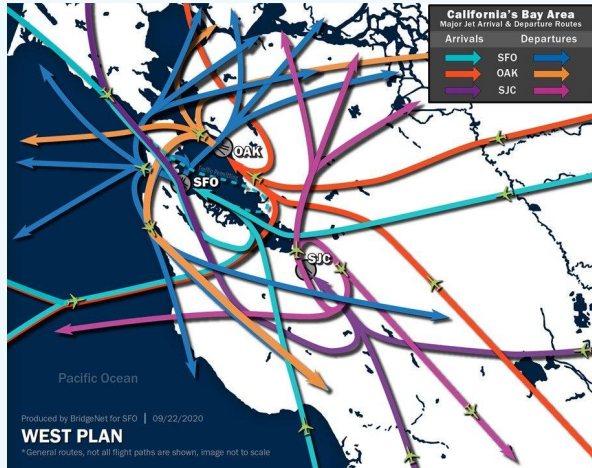 California's Bay Area
Major Jet Arrival & Departure Routes
Arrivals Departures
SFO
OAK
SJC
OAK
SFO
SJC
Pacific Ocean
Produced by BridgeNet for SFO | 09/22/2020
WEST PLAN
*General routes, not all flight paths are shown, image not to scale